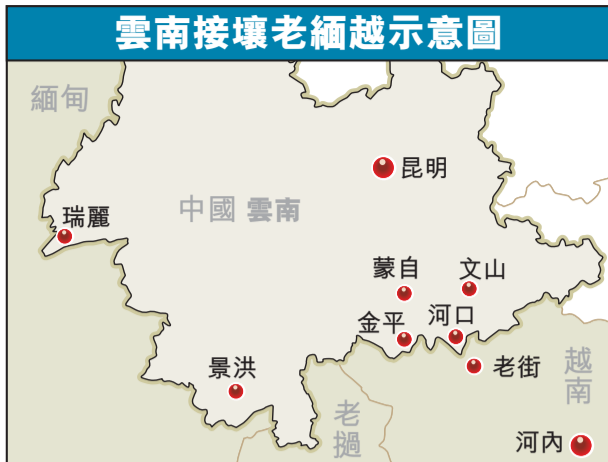 雲南接壤老緬越示意圖
緬甸
昆明
瑞麗
中國 雲南
蒙自
文山
金平
河口
景洪
老街
越
南
老
撾
河內